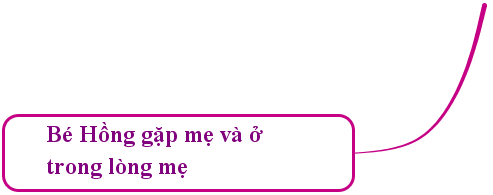 Bé Hồng gặp mẹ và ở
trong lòng mẹ